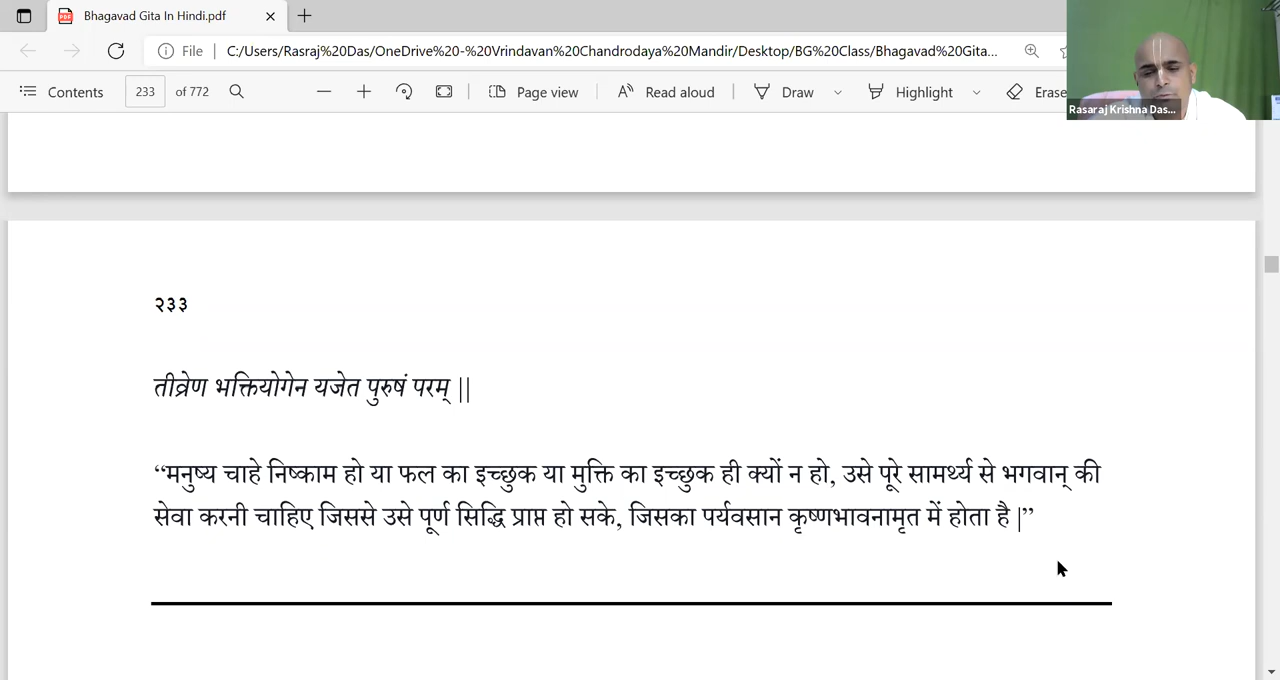 Bhagavad Gita In Hindi.pdf
File C:/Users/Rasraj%20Das/OneDrive%20-%20Vrindavan%20Chandrodaya%20Mandir/Desktop/BG%20Class/Bhagavad%20Gita...
Contents 233 of 772 Page view Read aloud Draw Highlight Erase
Rasaraj Krishna Das...
२३३
तीव्रेण भक्तियोगेन यजेत पुरुषं परम् ||
“मनुष्य चाहे निष्काम हो या फल का इच्छुक या मुक्ति का इच्छुक ही क्यों न हो, उसे पूरे सामर्थ्य से भगवान् की
सेवा करनी चाहिए जिससे उसे पूर्ण सिद्धि प्राप्त हो सके, जिसका पर्यवसान कृष्णभावनामृत में होता है |”